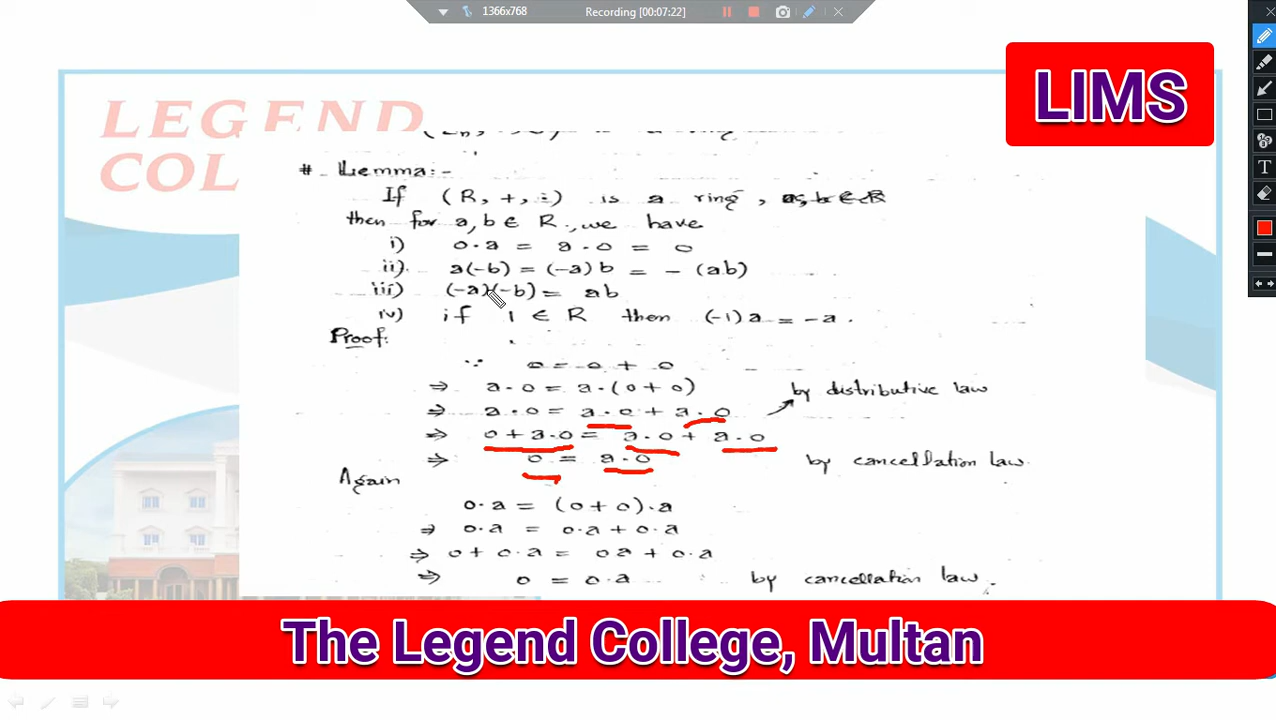 1366x768
Recording [00:07:22]
LIMS
LEGEND
COL
# Lemma:-
If (R, +, ·) is a ring,
then for a, b ∈ R, we have
i) 0·a = a·0 = 0
ii) a(-b) = (-a)b = -(ab)
iii) (-a)(-b) = ab
iv) if 1 ∈ R then (-1)a = -a.
Proof:
∵ 0 = 0 + 0
⇒ a·0 = a·(0+0)
by distributive law
⇒ a·0 = a·0 + a·0
⇒ 0 + a·0 = a·0 + a·0
⇒ 0 = a·0 by cancellation law.
Again
0·a = (0+0)·a
⇒ 0·a = 0·a + 0·a
⇒ 0 + 0·a = 0a + 0·a
⇒ 0 = 0·a by cancellation law.
The Legend College, Multan